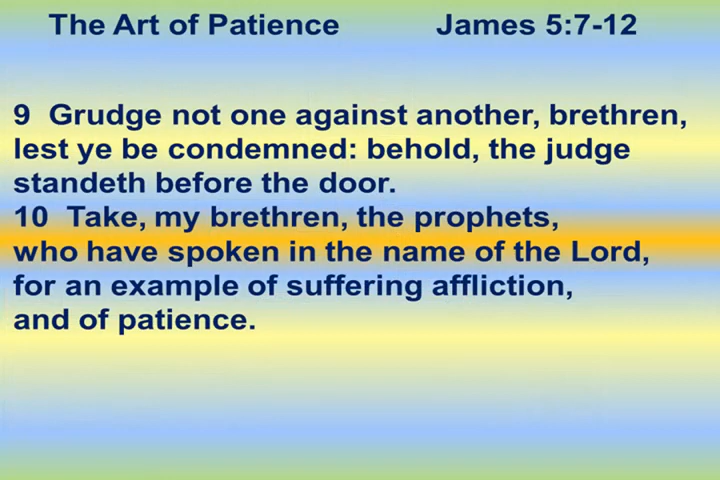 The Art of Patience James 5:7-12
9 Grudge not one against another, brethren,
lest ye be condemned: behold, the judge
standeth before the door.
10 Take, my brethren, the prophets,
who have spoken in the name of the Lord,
for an example of suffering affliction,
and of patience.